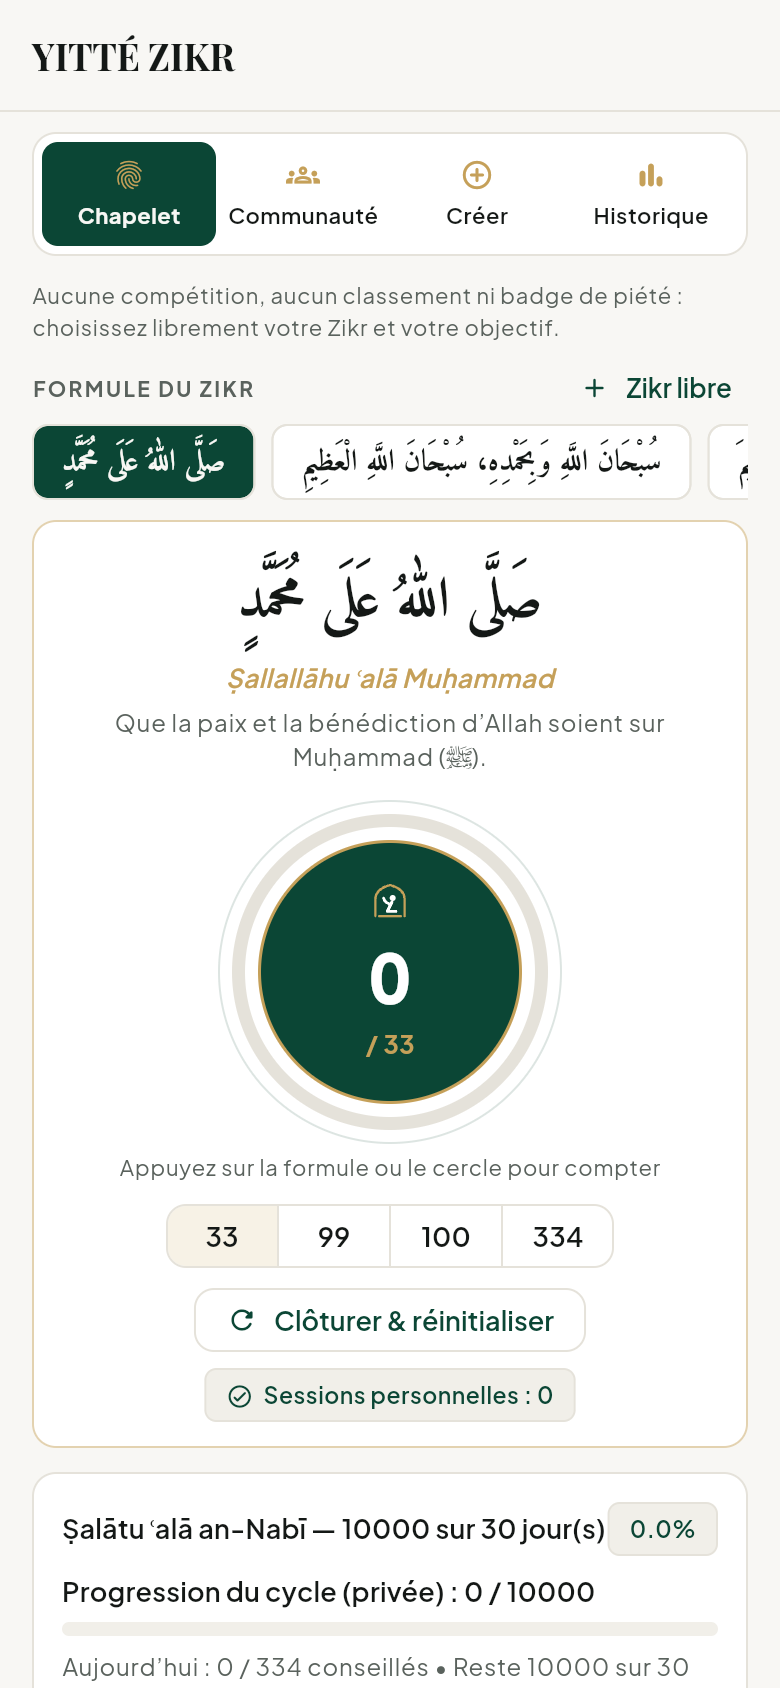 YITTÉ ZIKR
Chapelet
Communauté
Créer
Historique
Aucune compétition, aucun classement ni badge de piété :
choisissez librement votre Zikr et votre objectif.
FORMULE DU ZIKR
Zikr libre
صَلَّى اللهُ عَلَى مُحَمَّدٍ
سُبْحَانَ اللَّهِ وَبِحَمْدِهِ، سُبْحَانَ اللَّهِ الْعَظِيمِ
صَلَّى اللهُ عَلَى مُحَمَّدٍ
Ṣallallāhu ʿalā Muḥammad
Que la paix et la bénédiction d’Allah soient sur
Muḥammad (ﷺ).
0
/ 33
Appuyez sur la formule ou le cercle pour compter
33
99
100
334
Clôturer & réinitialiser
Sessions personnelles : 0
Ṣalātu ʿalā an-Nabī — 10000 sur 30 jour(s)
0.0%
Progression du cycle (privée) : 0 / 10000
Aujourd’hui : 0 / 334 conseillés • Reste 10000 sur 30